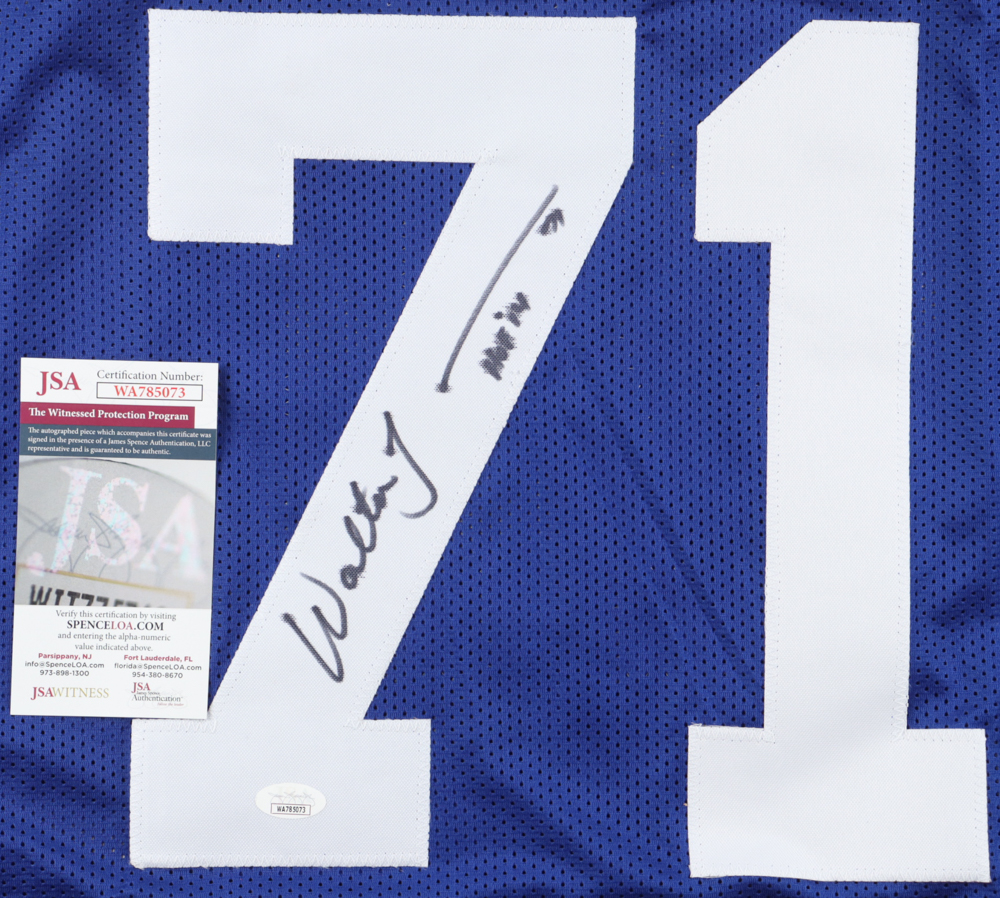 71
Walter J
JSA
Certification Number:
WA785073
The Witnessed Protection Program
The autographed piece which accompanies this certificate was
signed in the presence of a James Spence Authentication, LLC
representative and is guaranteed to be authentic.
JSA
Verify this certification by visiting
SPENCELOA.COM
and entering the alpha-numeric
value indicated above.
Parsippany, NJ
info@SpenceLOA.com
973-898-1300
Fort Lauderdale, FL
florida@SpenceLOA.com
954-380-8670
JSAWITNESS
JSA
Authentication
WA785073